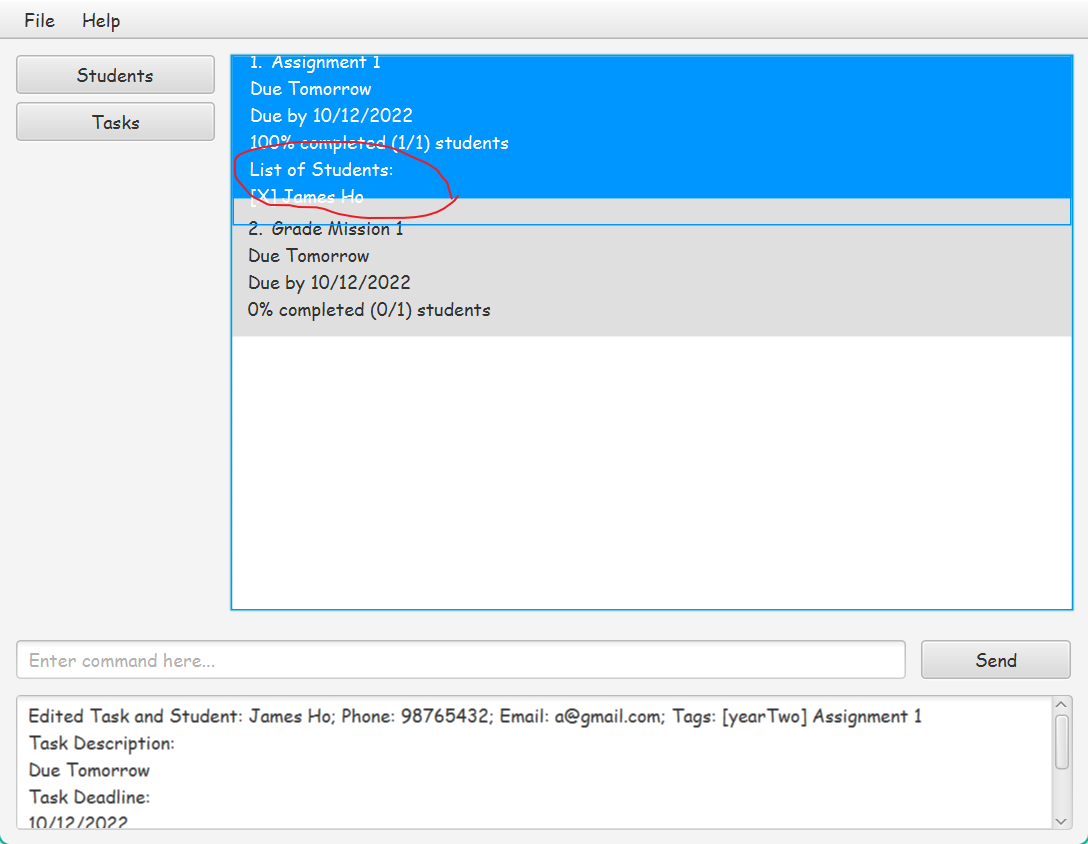 File Help
Students
Tasks
1. Assignment 1
Due Tomorrow
Due by 10/12/2022
100% completed (1/1) students
List of Students:
[X] James Ho
2. Grade Mission 1
Due Tomorrow
Due by 10/12/2022
0% completed (0/1) students
Enter command here...
Send
Edited Task and Student: James Ho; Phone: 98765432; Email: a@gmail.com; Tags: [yearTwo] Assignment 1
Task Description:
Due Tomorrow
Task Deadline:
10/12/2022